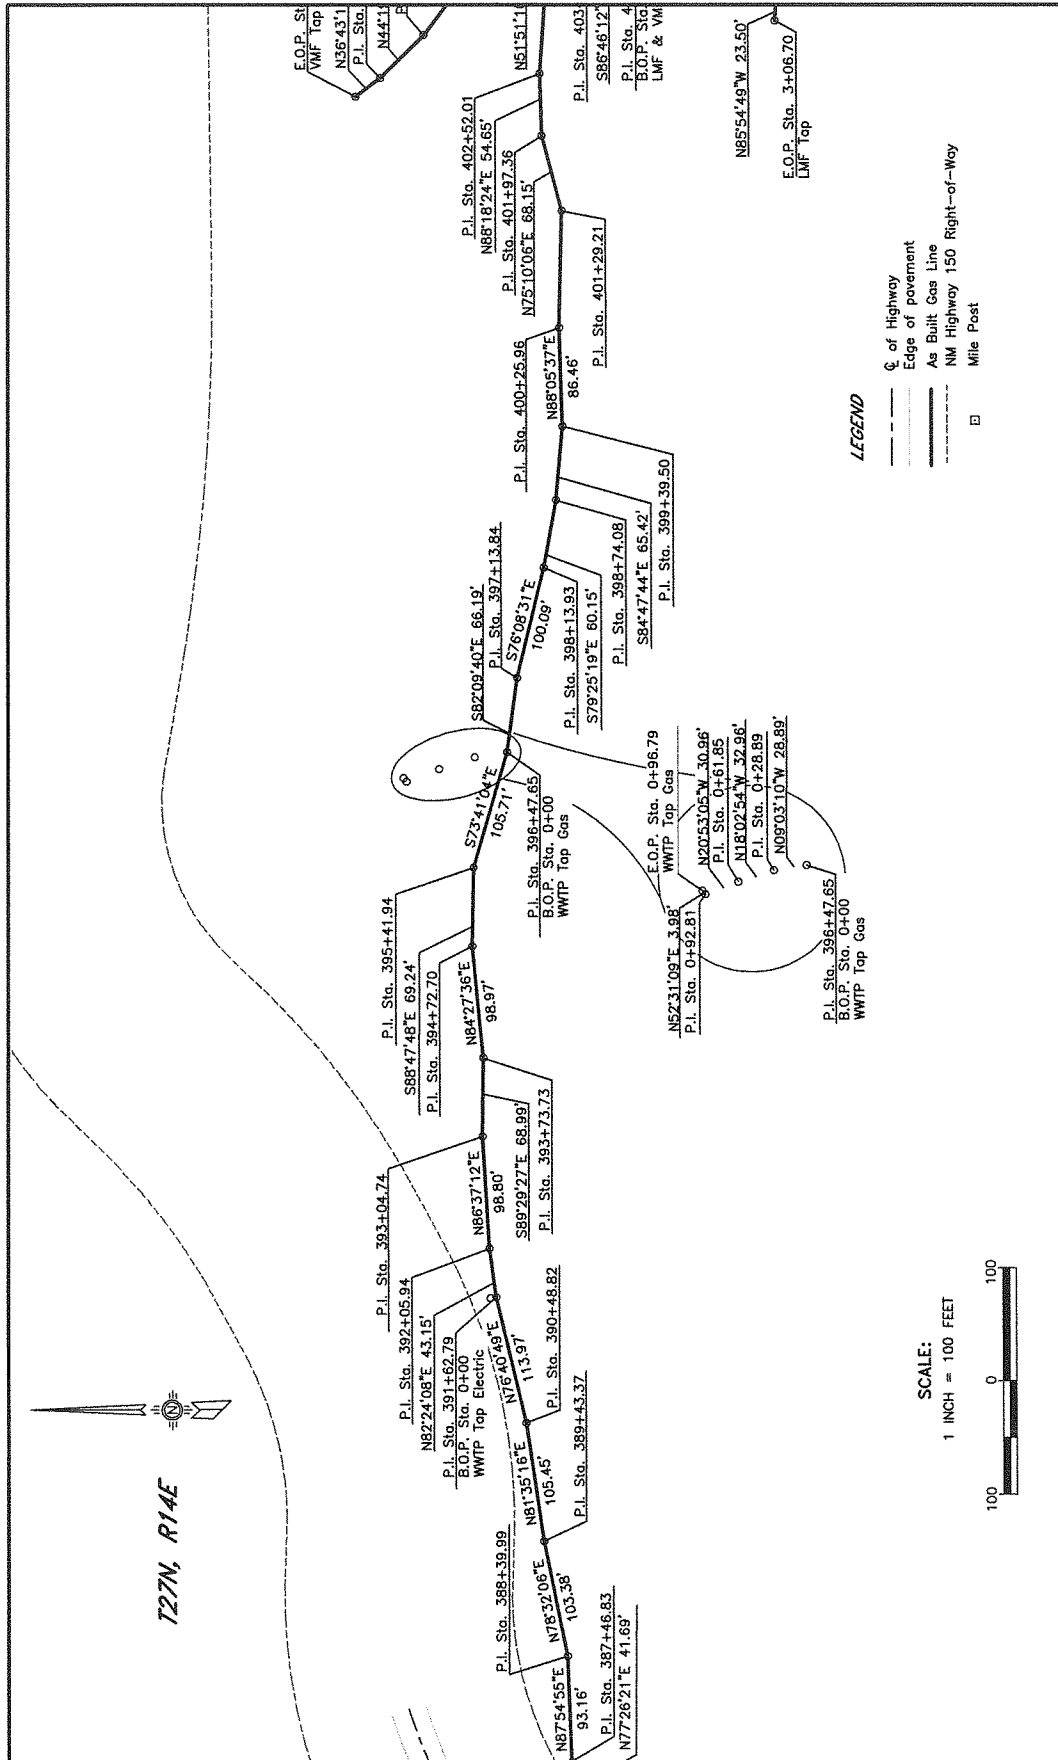 T27N, R14E
N87°54'55"E
93.16'
P.I. Sta. 387+46.83
N77°26'21"E 41.69'
P.I. Sta. 388+39.99
N78°32'06"E
103.38'
P.I. Sta. 389+43.37
N81°35'16"E
105.45'
P.I. Sta. 390+48.82
N76°40'49"E
113.97'
P.I. Sta. 392+05.94
N82°24'08"E 43.15'
P.I. Sta. 391+62.79
B.O.P. Sta. 0+00
WWTP Tap Electric
P.I. Sta. 393+04.74
N86°37'12"E
98.80'
S89°29'27"E 68.99'
P.I. Sta. 393+73.73
P.I. Sta. 395+41.94
S88°47'48"E 69.24'
P.I. Sta. 394+72.70
N84°27'36"E
98.97'
S73°41'04"E
105.71'
P.I. Sta. 396+47.65
B.O.P. Sta. 0+00
WWTP Tap Gas
S82°09'40"E 66.19'
P.I. Sta. 397+13.84
S76°08'31"E
100.09'
P.I. Sta. 398+13.93
S79°25'19"E 60.15'
P.I. Sta. 398+74.08
S84°47'44"E 65.42'
P.I. Sta. 399+39.50
P.I. Sta. 400+25.96
N88°05'37"E
86.46'
P.I. Sta. 401+29.21
P.I. Sta. 402+52.01
N88°18'24"E 54.65'
P.I. Sta. 401+97.36
N75°10'06"E 68.15'
E.O.P. St
VMF Tap
N36°43'1
P.I. Sta.
N44°1
P
N51°51'1
P.I. Sta. 403
S86°46'12"
P.I. Sta. 4
B.O.P. Sta.
LMF & VM
N85°54'49"W 23.50'
E.O.P. Sta. 3+06.70
LMF Tap
N52°31'09"E 3.98'
P.I. Sta. 0+92.81
E.O.P. Sta. 0+96.79
WWTP Tap Gas
N20°53'05"W 30.96'
P.I. Sta. 0+61.85
N18°02'54"W 32.96'
P.I. Sta. 0+28.89
N09°03'10"W 28.89'
P.I. Sta. 396+47.65
B.O.P. Sta. 0+00
WWTP Tap Gas
SCALE:
1 INCH = 100 FEET
100 0 100
LEGEND
℄ of Highway
Edge of pavement
As Built Gas Line
NM Highway 150 Right-of-Way
Mile Post
N